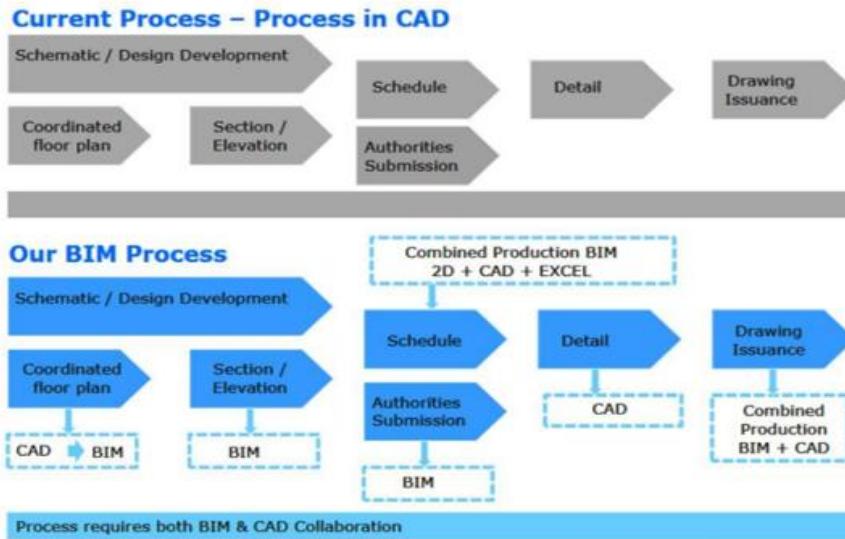 Current Process – Process in CAD
Schematic / Design Development
Schedule
Detail
Drawing
Issuance
Coordinated
floor plan
Section /
Elevation
Authorities
Submission
Our BIM Process
Combined Production BIM
2D + CAD + EXCEL
Schematic / Design Development
Schedule
Detail
Drawing
Issuance
Coordinated
floor plan
Section /
Elevation
Authorities
Submission
CAD
Combined
Production
BIM + CAD
CAD BIM
BIM
BIM
Process requires both BIM & CAD Collaboration